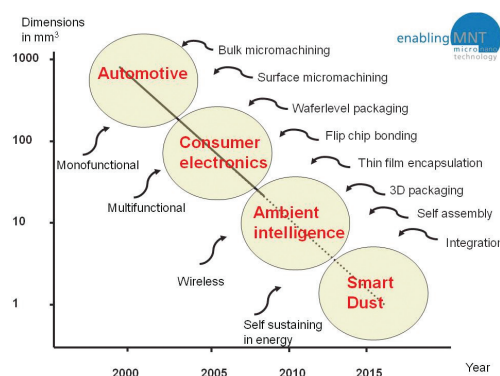 Dimensions
in mm³
enabling MNT
micro nano
technology
1000
100
10
1
Automotive
Consumer
electronics
Ambient
intelligence
Smart
Dust
Bulk micromachining
Surface micromachining
Waferlevel packaging
Flip chip bonding
Thin film encapsulation
3D packaging
Self assembly
Integration
Monofunctional
Multifunctional
Wireless
Self sustaining
in energy
2000
2005
2010
2015
Year